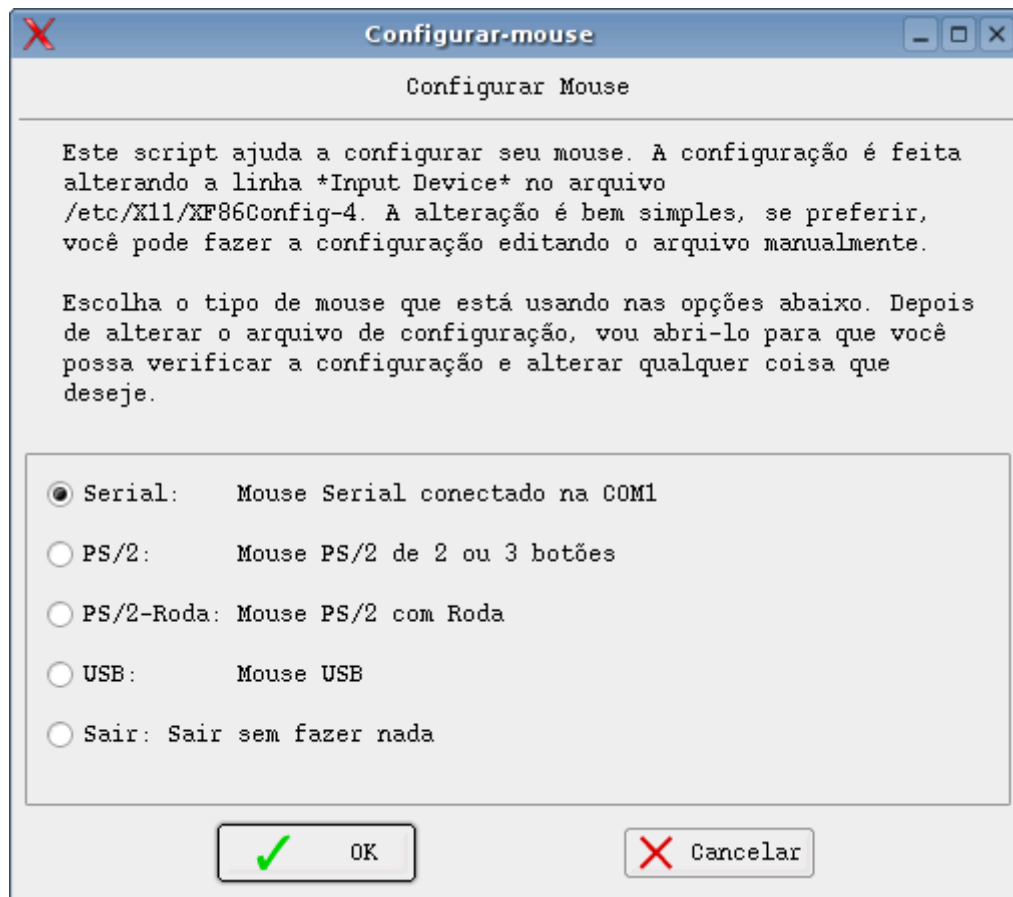 Configurar-mouse
Configurar Mouse
Este script ajuda a configurar seu mouse. A configuração é feita
alterando a linha *Input Device* no arquivo
/etc/X11/XF86Config-4. A alteração é bem simples, se preferir,
você pode fazer a configuração editando o arquivo manualmente.
Escolha o tipo de mouse que está usando nas opções abaixo. Depois
de alterar o arquivo de configuração, vou abri-lo para que você
possa verificar a configuração e alterar qualquer coisa que
deseje.
Serial: Mouse Serial conectado na COM1
PS/2: Mouse PS/2 de 2 ou 3 botões
PS/2-Roda: Mouse PS/2 com Roda
USB: Mouse USB
Sair: Sair sem fazer nada
OK Cancelar